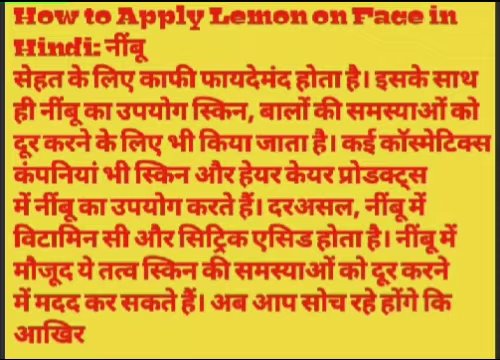 How to Apply Lemon on Face in
Hindi: नींबू
सेहत के लिए काफी फायदेमंद होता है। इसके साथ
ही नींबू का उपयोग स्किन, बालों की समस्याओं को
दूर करने के लिए भी किया जाता है। कई कॉस्मेटिक्स
कंपनियां भी स्किन और हेयर केयर प्रोडक्ट्स
में नींबू का उपयोग करते हैं। दरअसल, नींबू में
विटामिन सी और सिट्रिक एसिड होता है। नींबू में
मौजूद ये तत्व स्किन की समस्याओं को दूर करने
में मदद कर सकते हैं। अब आप सोच रहे होंगे कि
आखिर